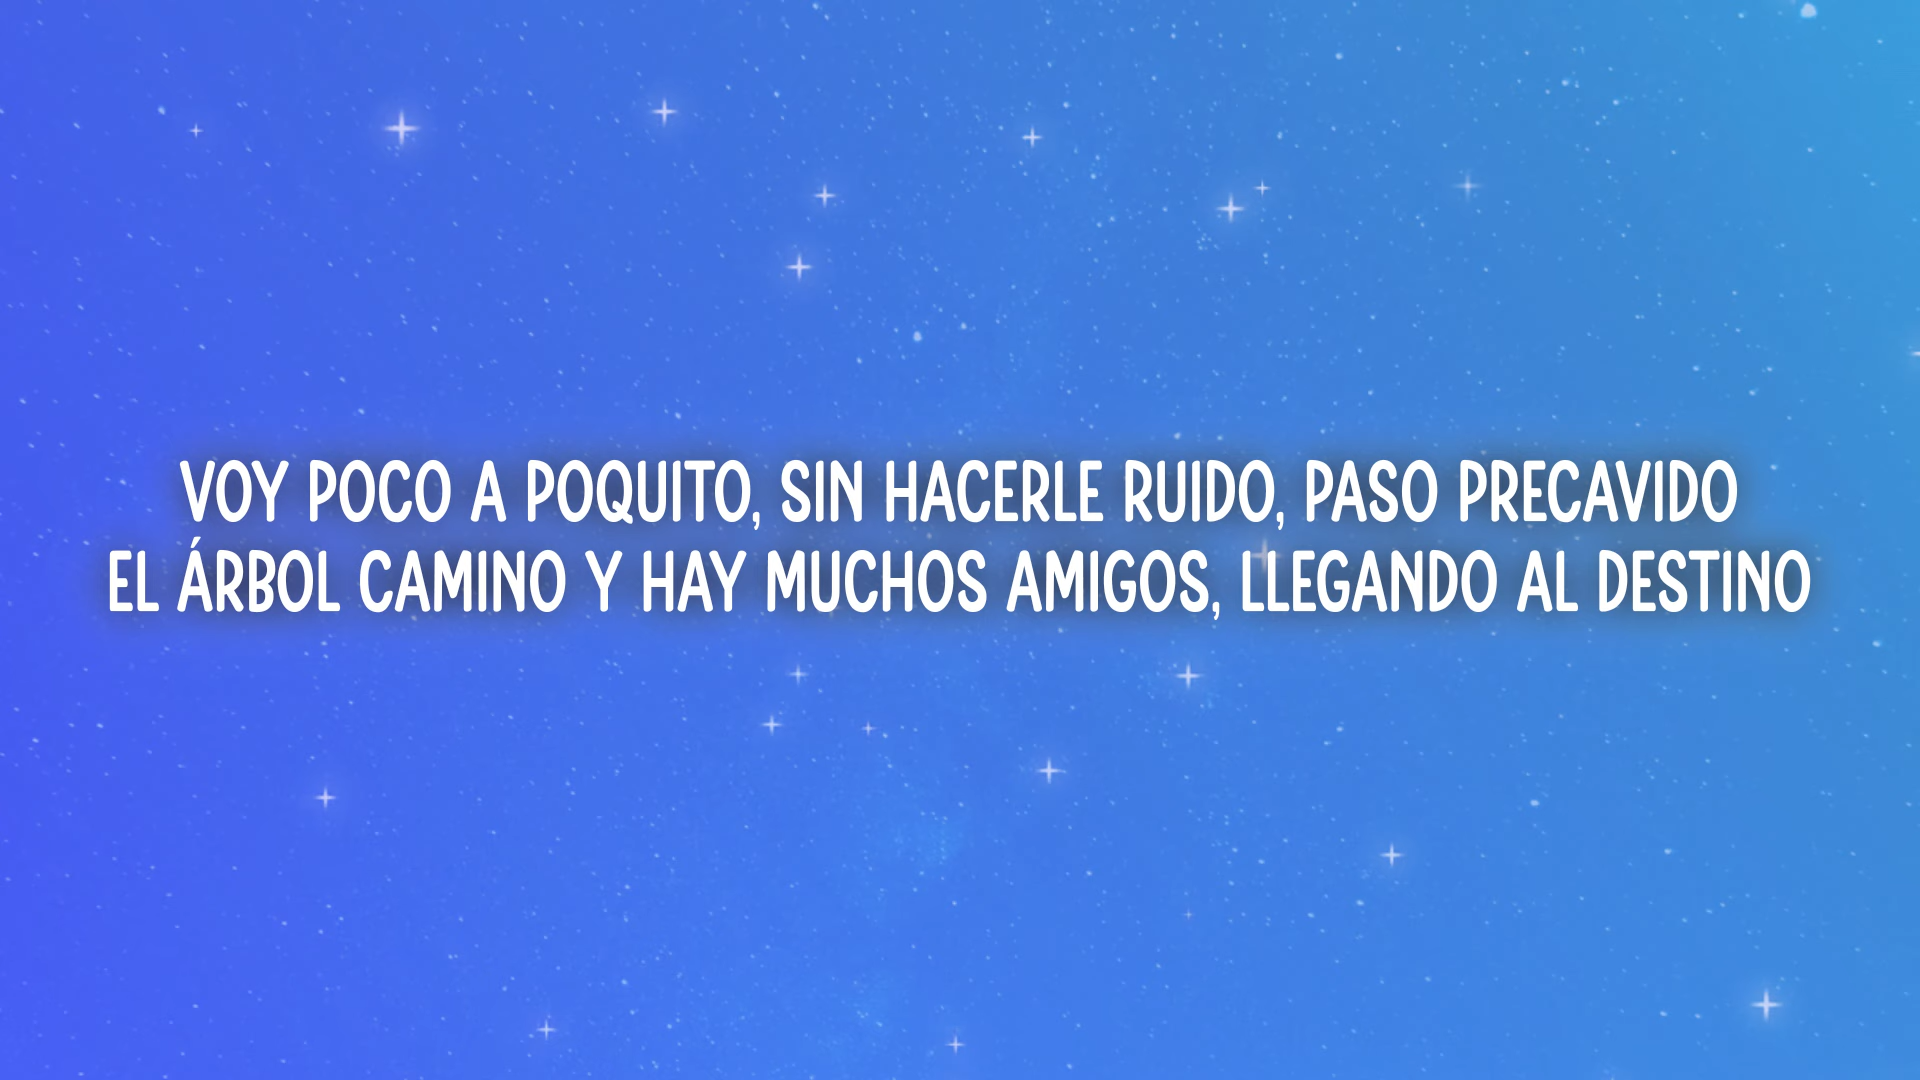 VOY POCO A POQUITO, SIN HACERLE RUIDO, PASO PRECAVIDO
EL ÁRBOL CAMINO Y HAY MUCHOS AMIGOS, LLEGANDO AL DESTINO